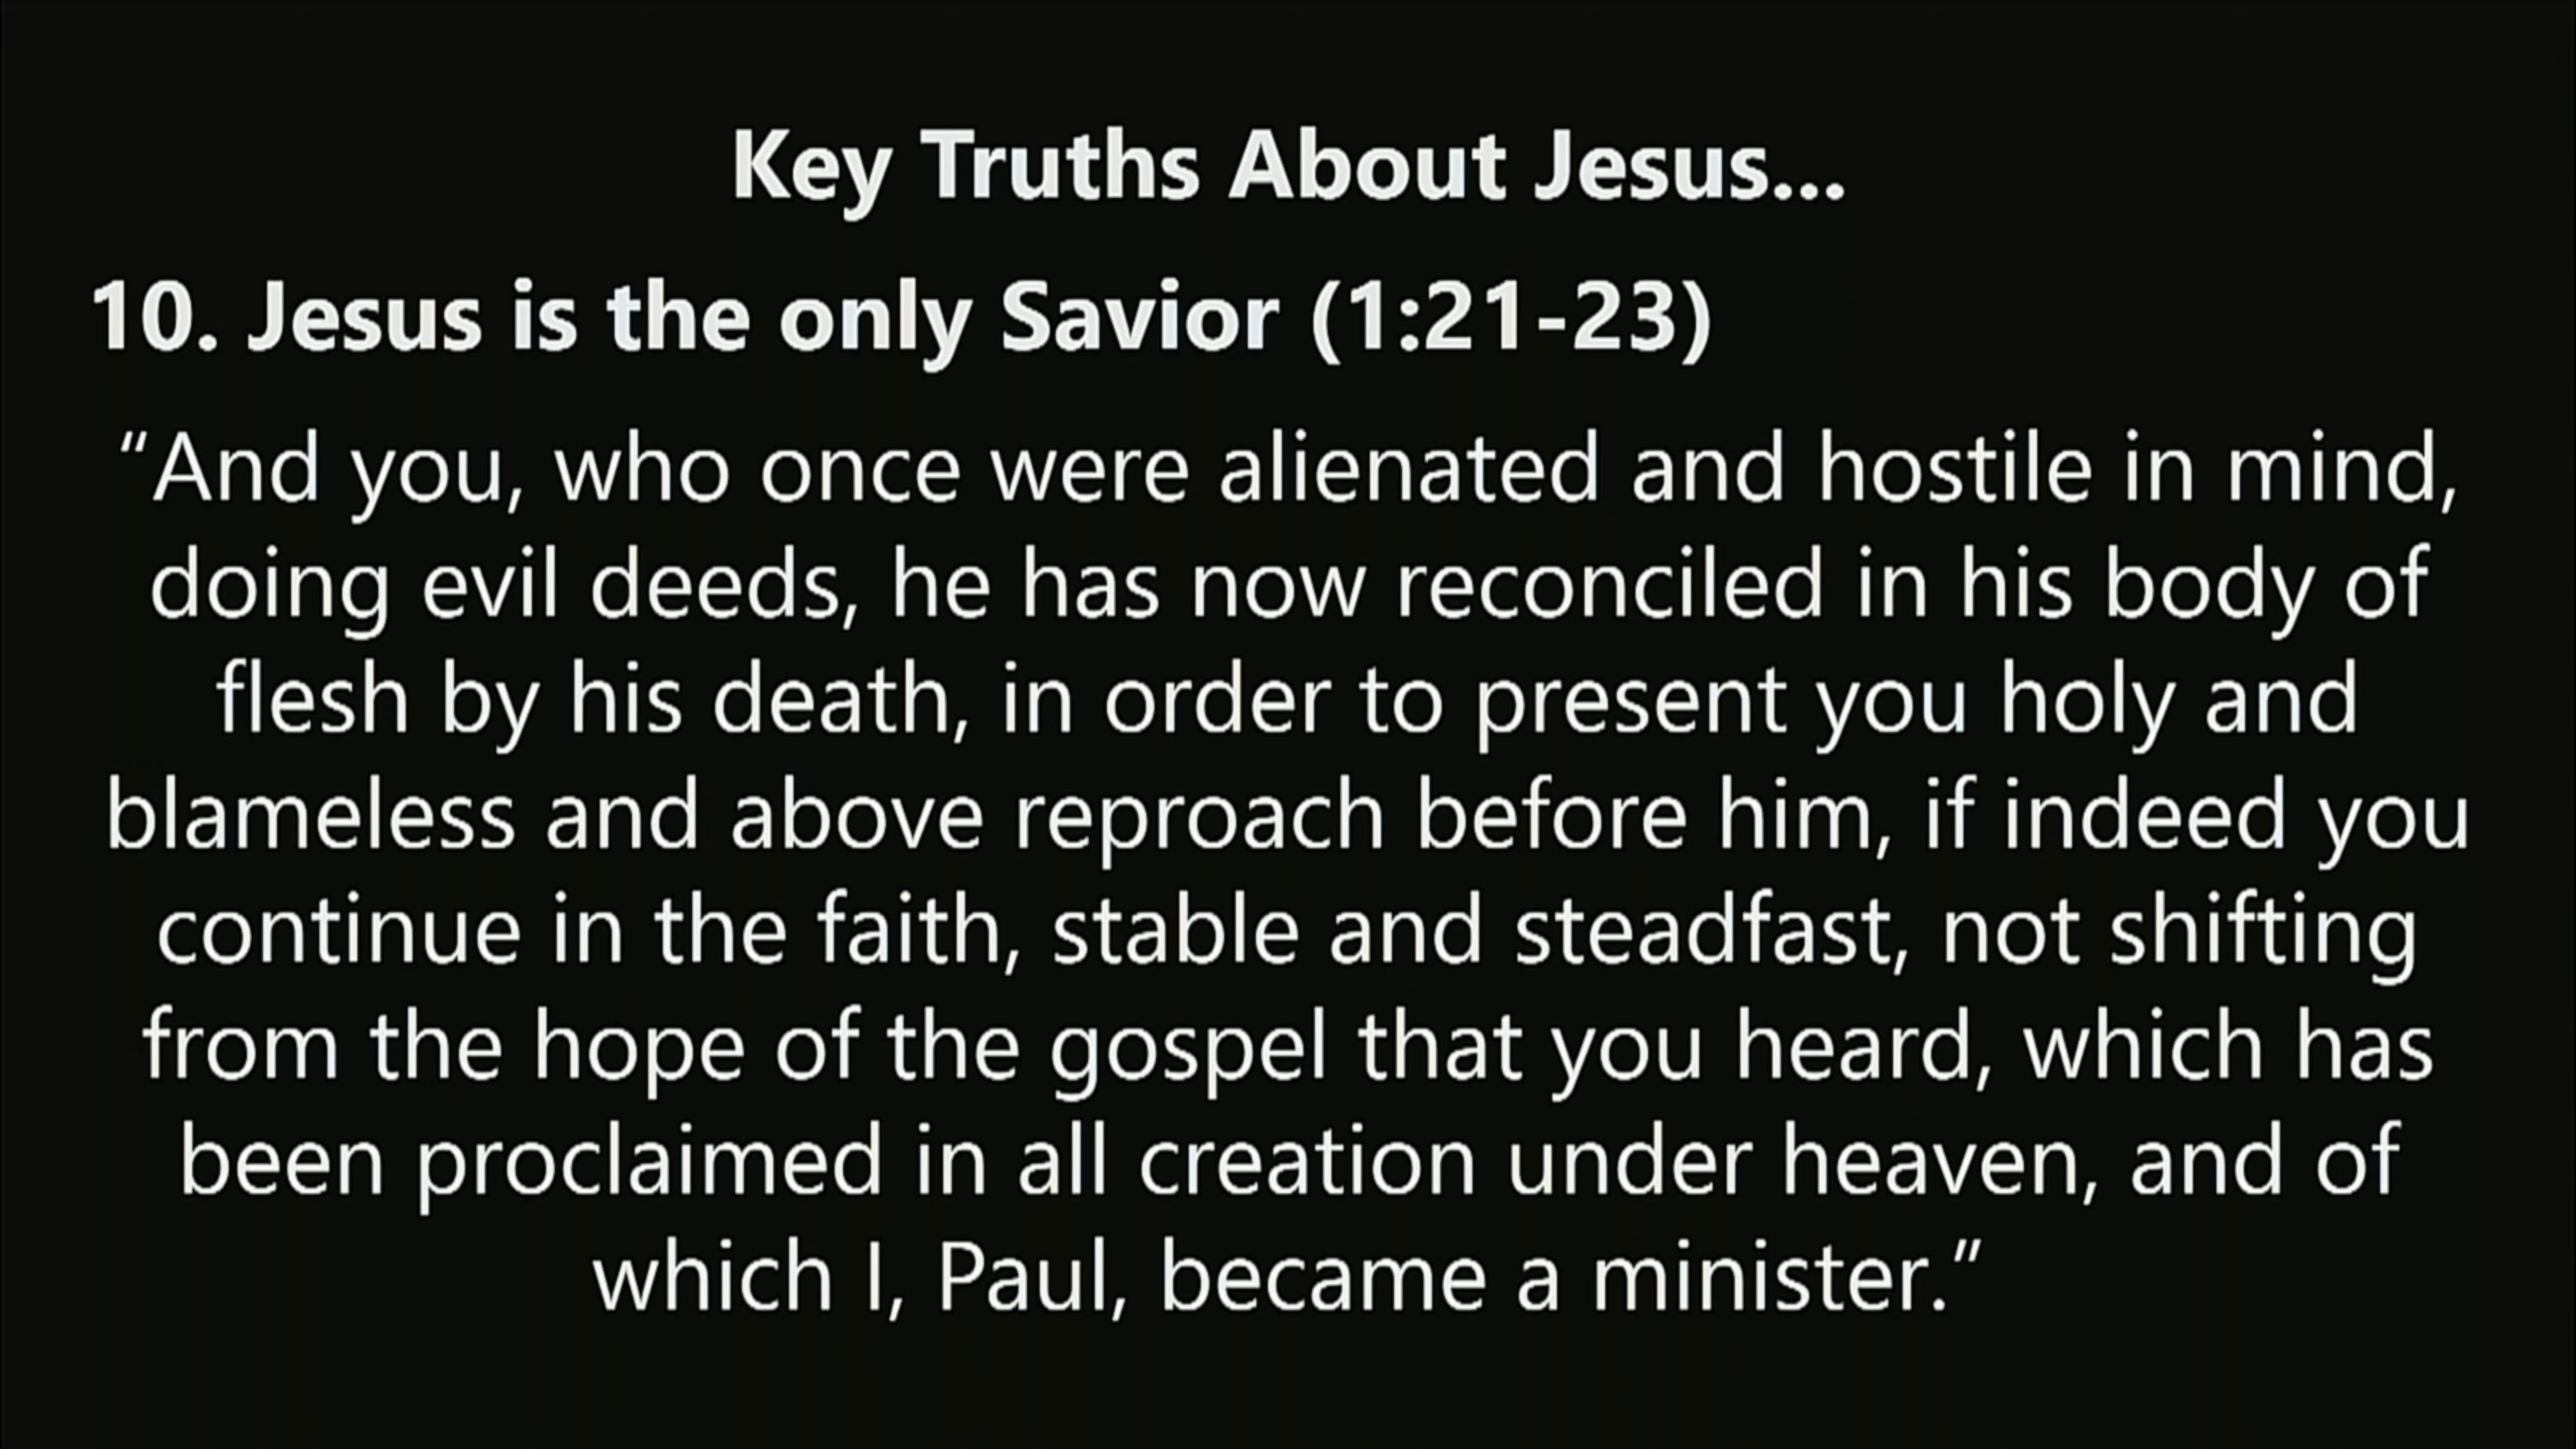 Key Truths About Jesus...
10. Jesus is the only Savior (1:21-23)
“And you, who once were alienated and hostile in mind,
doing evil deeds, he has now reconciled in his body of
flesh by his death, in order to present you holy and
blameless and above reproach before him, if indeed you
continue in the faith, stable and steadfast, not shifting
from the hope of the gospel that you heard, which has
been proclaimed in all creation under heaven, and of
which I, Paul, became a minister.”